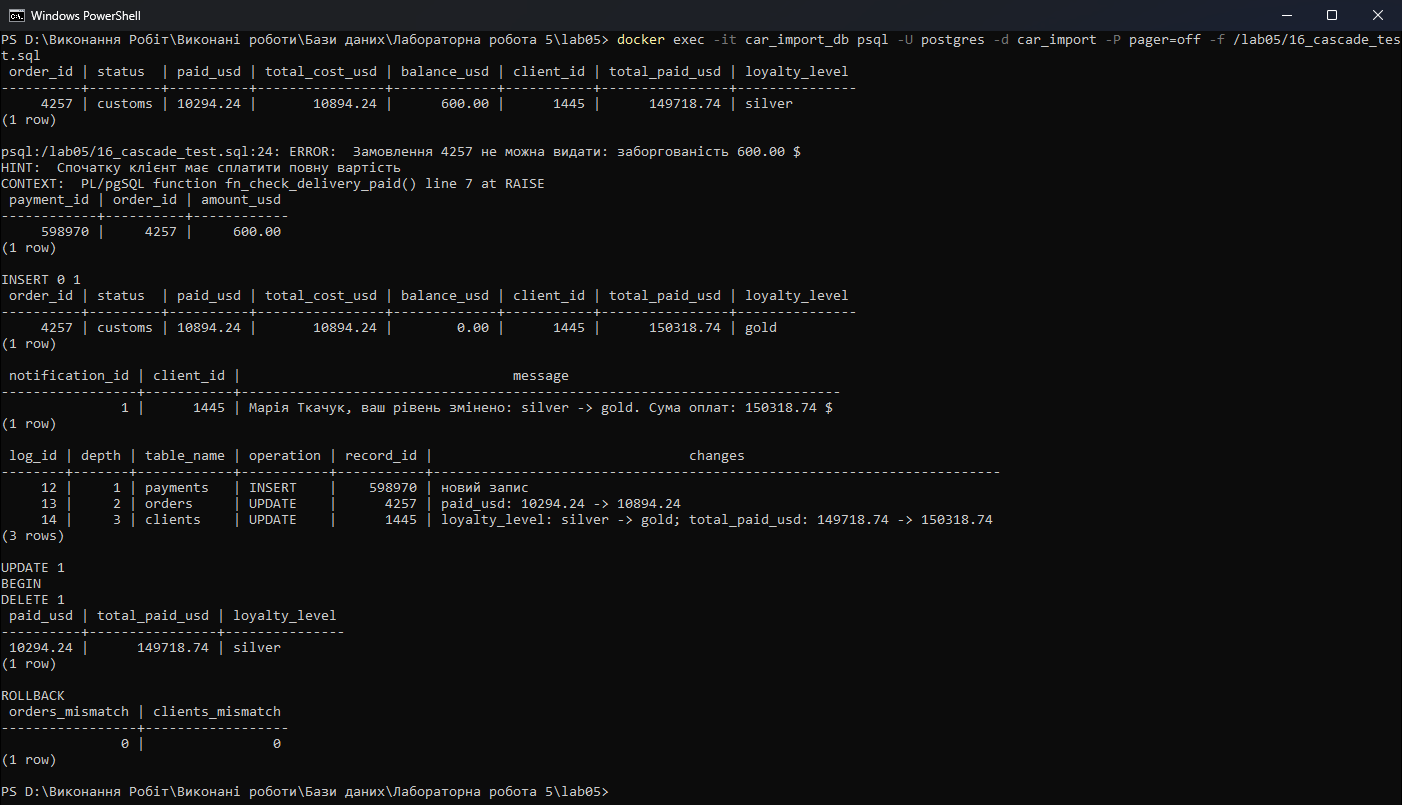 Windows PowerShell
PS D:\Виконання Робіт\Виконані роботи\Бази даних\Лабораторна робота 5\lab05> docker exec -it car_import_db psql -U postgres -d car_import -P pager=off -f /lab05/16_cascade_tes
t.sql
 order_id | status  | paid_usd | total_cost_usd | balance_usd | client_id | total_paid_usd | loyalty_level
----------+---------+----------+----------------+-------------+-----------+----------------+---------------
     4257 | customs | 10294.24 |       10894.24 |      600.00 |      1445 |      149718.74 | silver
(1 row)

psql:/lab05/16_cascade_test.sql:24: ERROR:  Замовлення 4257 не можна видати: заборгованість 600.00 $
HINT:  Спочатку клієнт має сплатити повну вартість
CONTEXT:  PL/pgSQL function fn_check_delivery_paid() line 7 at RAISE
 payment_id | order_id | amount_usd
------------+----------+------------
     598970 |     4257 |     600.00
(1 row)

INSERT 0 1
 order_id | status  | paid_usd | total_cost_usd | balance_usd | client_id | total_paid_usd | loyalty_level
----------+---------+----------+----------------+-------------+-----------+----------------+---------------
     4257 | customs | 10894.24 |       10894.24 |        0.00 |      1445 |      150318.74 | gold
(1 row)

 notification_id | client_id |                                  message
-----------------+-----------+---------------------------------------------------------------------------
               1 |      1445 | Марія Ткачук, ваш рівень змінено: silver -> gold. Сума оплат: 150318.74 $
(1 row)

 log_id | depth | table_name | operation | record_id |                                changes
--------+-------+------------+-----------+-----------+-----------------------------------------------------------------------
     12 |     1 | payments   | INSERT    |    598970 | новий запис
     13 |     2 | orders     | UPDATE    |      4257 | paid_usd: 10294.24 -> 10894.24
     14 |     3 | clients    | UPDATE    |      1445 | loyalty_level: silver -> gold; total_paid_usd: 149718.74 -> 150318.74
(3 rows)

UPDATE 1
BEGIN
DELETE 1
 paid_usd | total_paid_usd | loyalty_level
----------+----------------+---------------
 10294.24 |      149718.74 | silver
(1 row)

ROLLBACK
 orders_mismatch | clients_mismatch
-----------------+------------------
               0 |                0
(1 row)

PS D:\Виконання Робіт\Виконані роботи\Бази даних\Лабораторна робота 5\lab05>